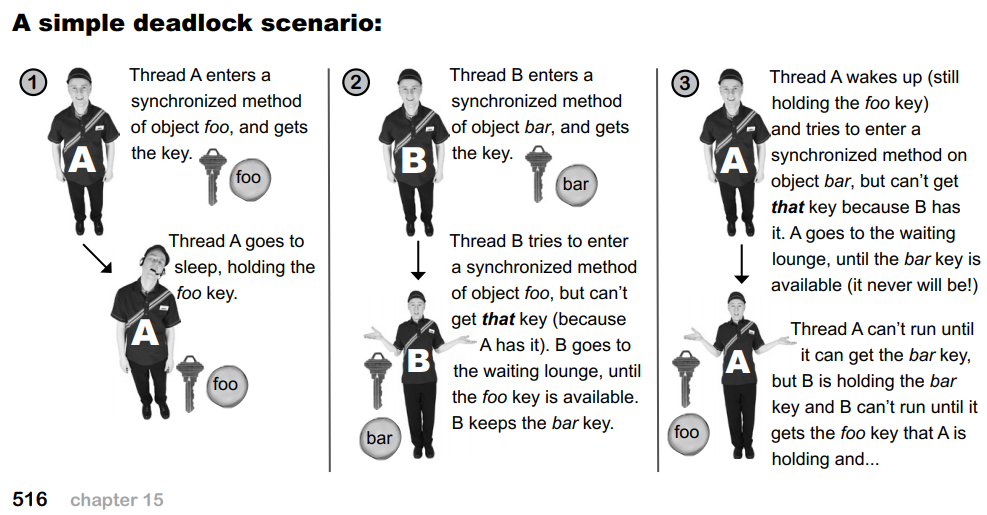 A simple deadlock scenario:
1
Thread A enters a
synchronized method
of object foo, and gets
the key.
foo
A
Thread A goes to
sleep, holding the
foo key.
A
foo
2
Thread B enters a
synchronized method
of object bar, and gets
the key.
bar
B
Thread B tries to enter
a synchronized method
of object foo, but can’t
get that key (because
A has it). B goes to
the waiting lounge, until
the foo key is available.
B keeps the bar key.
B
bar
3
Thread A wakes up (still
holding the foo key)
and tries to enter a
synchronized method on
object bar, but can’t get
that key because B has
it. A goes to the waiting
lounge, until the bar key is
available (it never will be!)
A
Thread A can’t run until
it can get the bar key,
but B is holding the bar
key and B can’t run until it
gets the foo key that A is
holding and...
A
foo
516 chapter 15